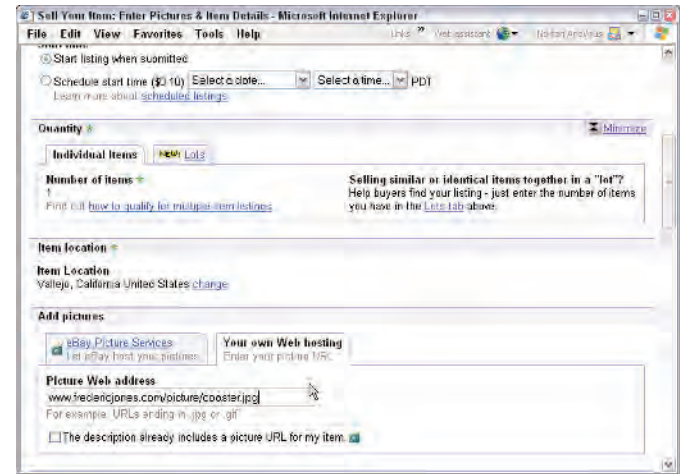 Sell Your Item: Enter Pictures & Item Details - Microsoft Internet Explorer
File Edit View Favorites Tools Help Links » Web assistant Norton AntiVirus
Start listing when submitted
Schedule start time ($0.10) Select a date... Select a time... PDT
Learn more about scheduled listings.
Quantity * Minimize
Individual Items NEW! Lots
Number of items *
1
Find out how to qualify for multiple item listings.
Selling similar or identical items together in a "lot"?
Help buyers find your listing - just enter the number of items
you have in the Lots tab above.
Item location *
Item Location
Vallejo, California United States change
Add pictures
eBay Picture Services
Let eBay host your pictures
Your own Web hosting
Enter your picture URL
Picture Web address
www.fredericjones.com/picture/cooster.jpg
For example, URLs ending in .jpg or .gif
The description already includes a picture URL for my item.